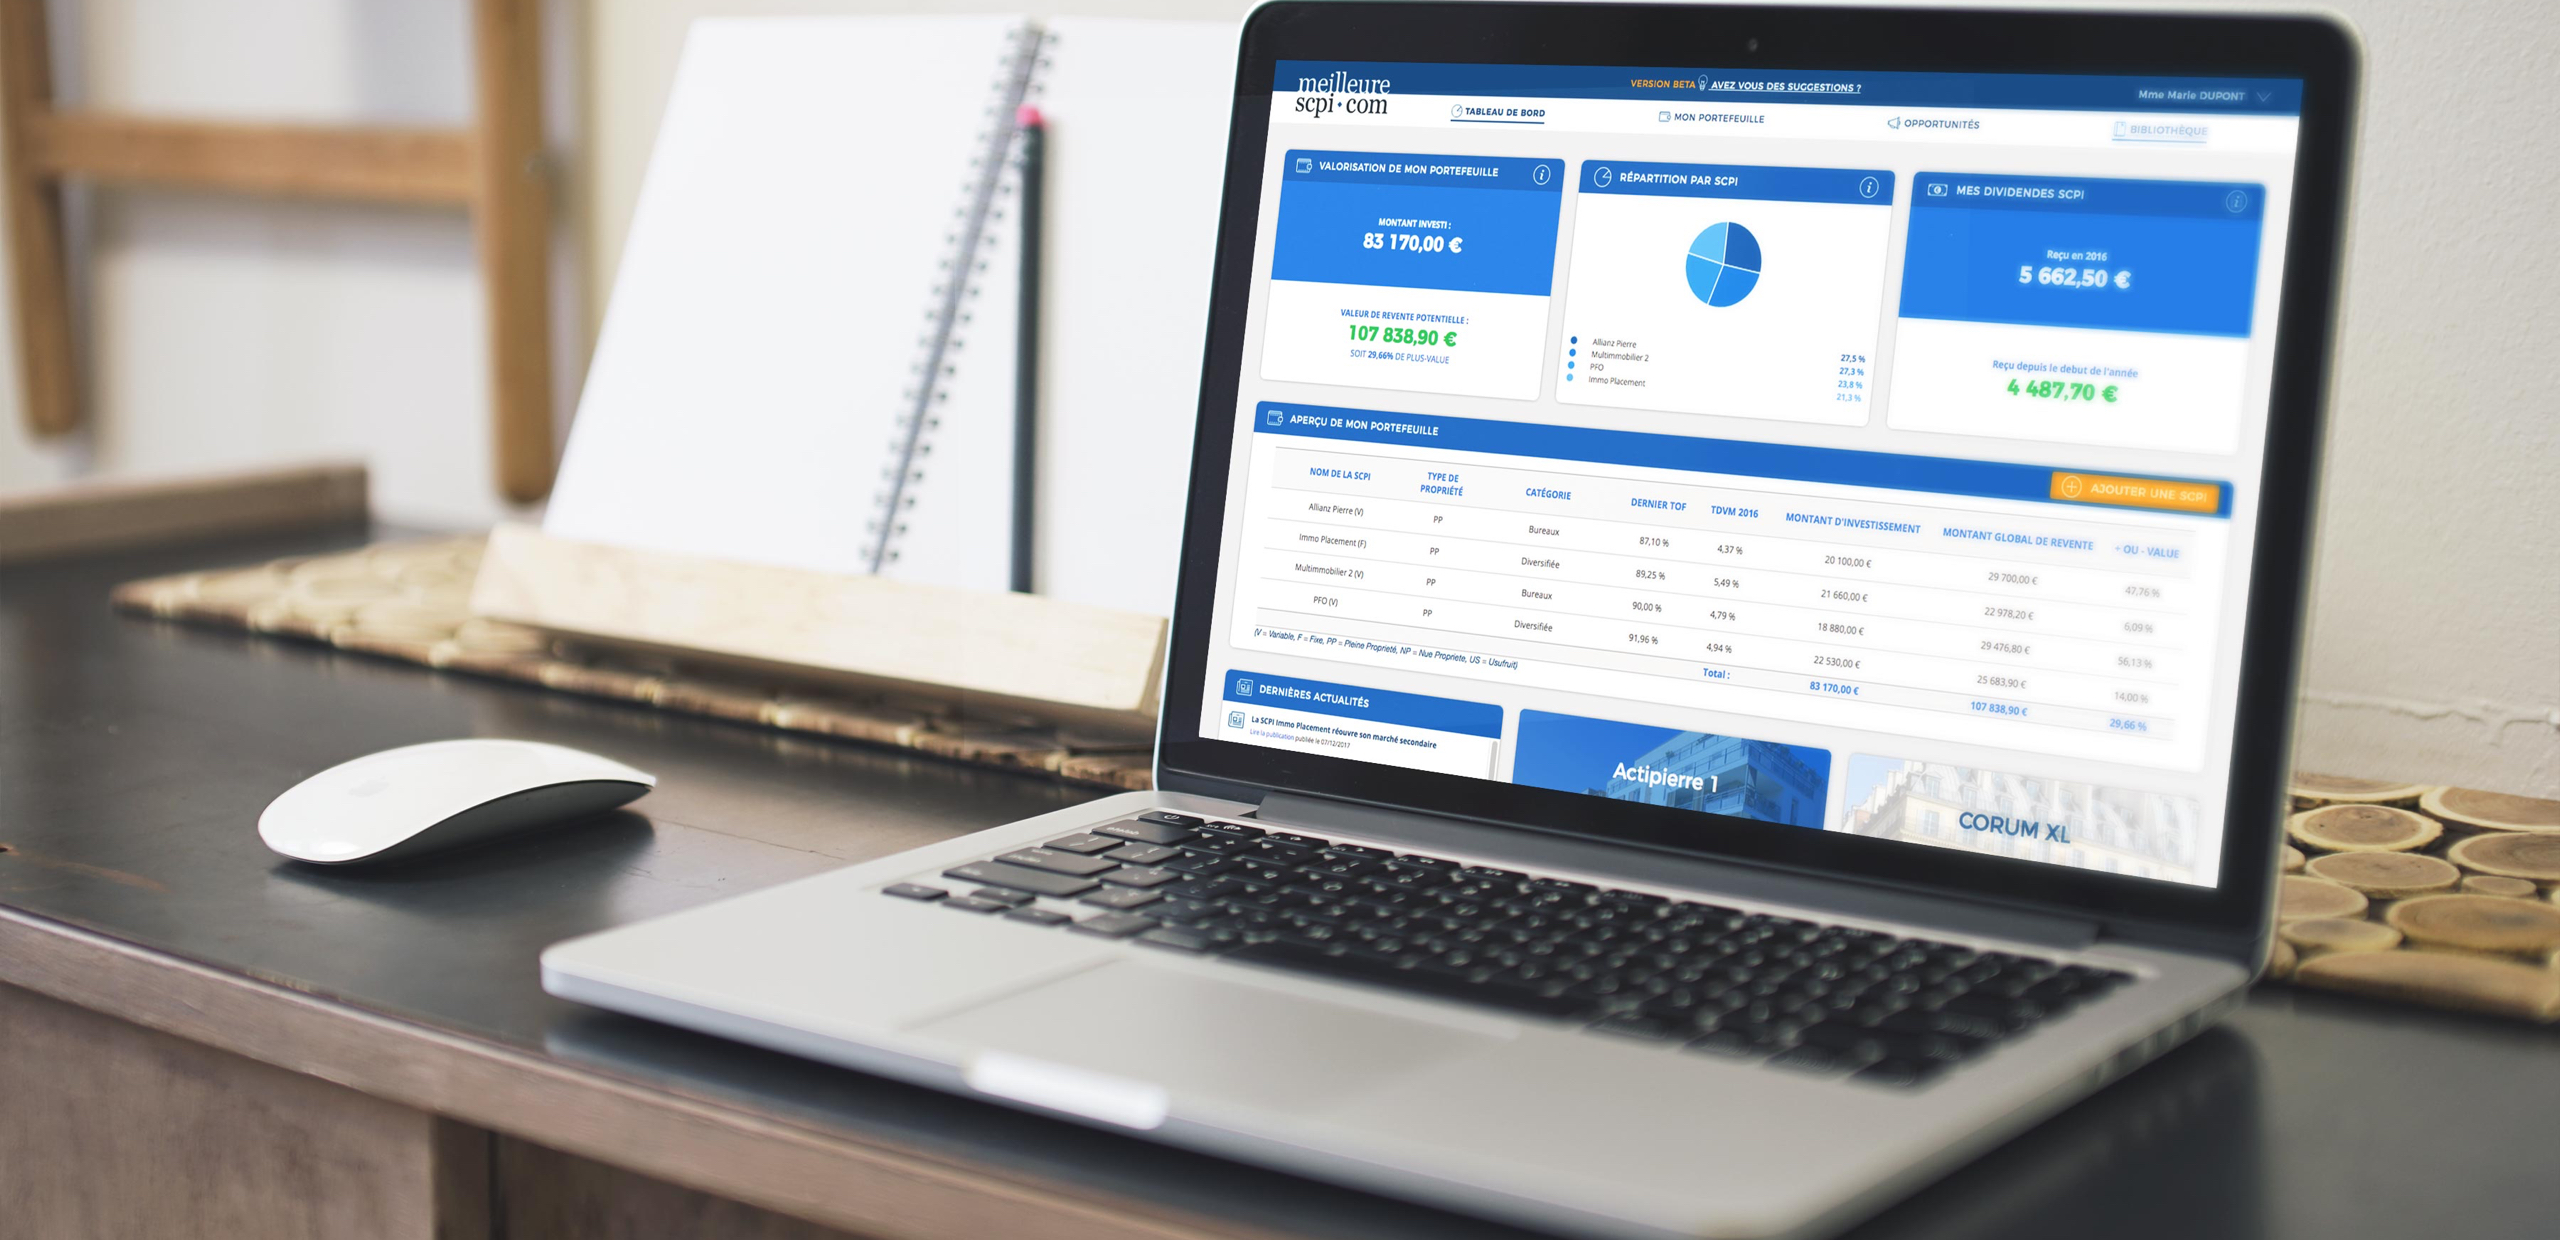 meilleure
scpi•com
VERSION BETA AVEZ VOUS DES SUGGESTIONS ?
Mme Marie DUPONT
TABLEAU DE BORD
MON PORTEFEUILLE
OPPORTUNITÉS
BIBLIOTHÈQUE
VALORISATION DE MON PORTEFEUILLE
MONTANT INVESTI :
83 170,00 €
VALEUR DE REVENTE POTENTIELLE :
107 838,90 €
SOIT 29,66% DE PLUS-VALUE
RÉPARTITION PAR SCPI
Allianz Pierre 27,5 %
Multimmobilier 2 27,3 %
PFO 23,8 %
Immo Placement 21,3 %
MES DIVIDENDES SCPI
Reçu en 2016
5 662,50 €
Reçu depuis le debut de l'année
4 487,70 €
APERÇU DE MON PORTEFEUILLE
AJOUTER UNE SCPI
NOM DE LA SCPI TYPE DE PROPRIÉTÉ CATÉGORIE DERNIER TOF TDVM 2016 MONTANT D'INVESTISSEMENT MONTANT GLOBAL DE REVENTE + OU - VALUE
Allianz Pierre (V) PP Bureaux 87,10 % 4,37 % 20 100,00 € 29 700,00 € 47,76 %
Immo Placement (F) PP Diversifiée 89,25 % 5,49 % 21 660,00 € 22 978,20 € 6,09 %
Multimmobilier 2 (V) PP Bureaux 90,00 % 4,79 % 18 880,00 € 29 476,80 € 56,13 %
PFO (V) PP Diversifiée 91,96 % 4,94 % 22 530,00 € 25 683,90 € 14,00 %
Total : 83 170,00 € 107 838,90 € 29,66 %
(V = Variable, F = Fixe, PP = Pleine Proprieté, NP = Nue Propriete, US = Usufruit)
DERNIÈRES ACTUALITÉS
La SCPI Immo Placement réouvre son marché secondaire
Lire la publication publiée le 07/12/2017
Actipierre 1
CORUM XL